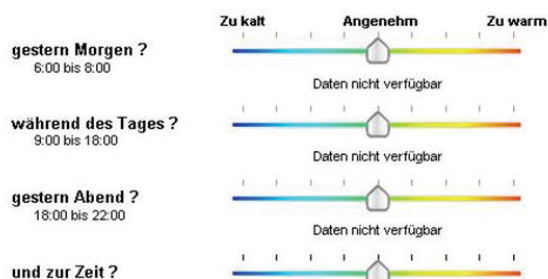 Zu kalt Angenehm Zu warm
gestern Morgen ?
6:00 bis 8:00
Daten nicht verfügbar
während des Tages ?
9:00 bis 18:00
Daten nicht verfügbar
gestern Abend ?
18:00 bis 22:00
Daten nicht verfügbar
und zur Zeit ?